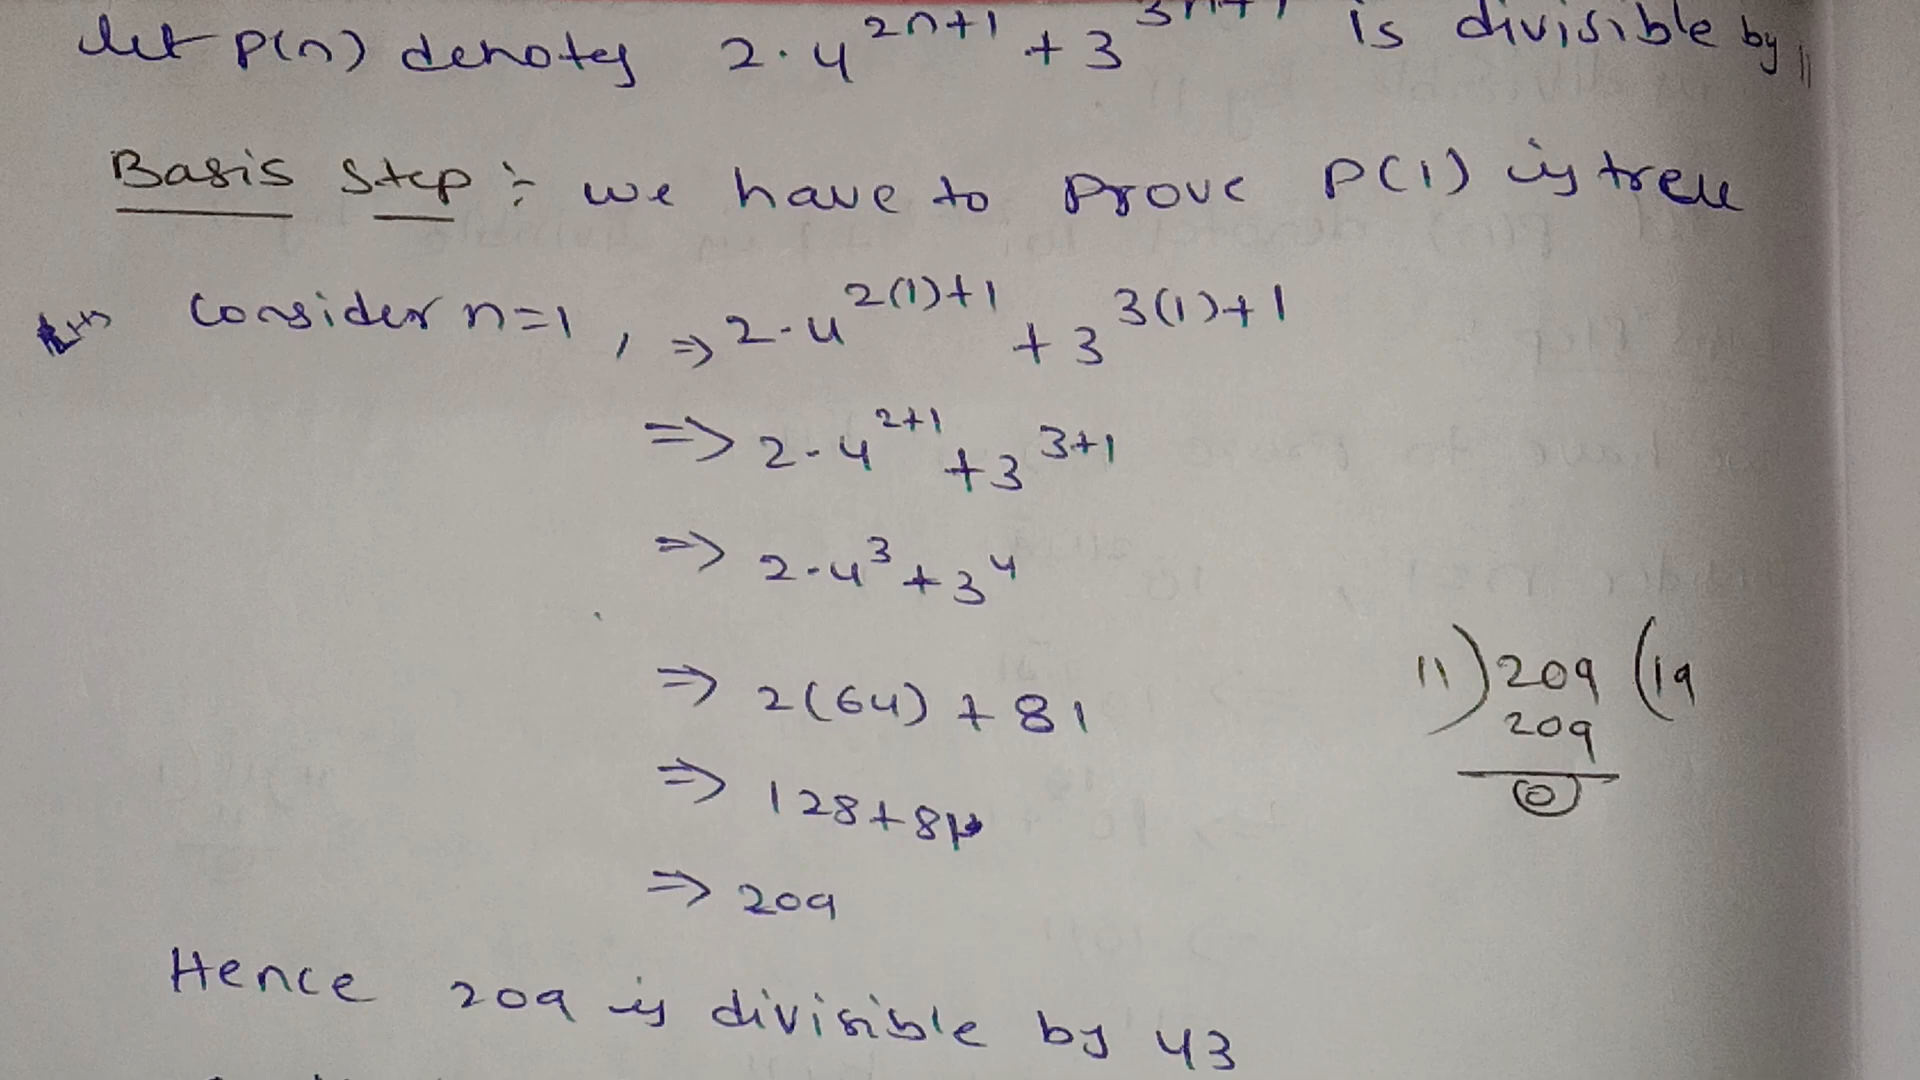 let P(n) denotes 2·4^2n+1 + 3^3n+1 is divisible by 11
Basis Step :- we have to prove P(1) is true
Consider n=1, => 2·4^2(1)+1 + 3^3(1)+1
=> 2·4^2+1 + 3^3+1
=> 2·4^3 + 3^4
=> 2(64) + 81
=> 128+81
=> 209
11)209(19
209
0
Hence 209 is divisible by 43